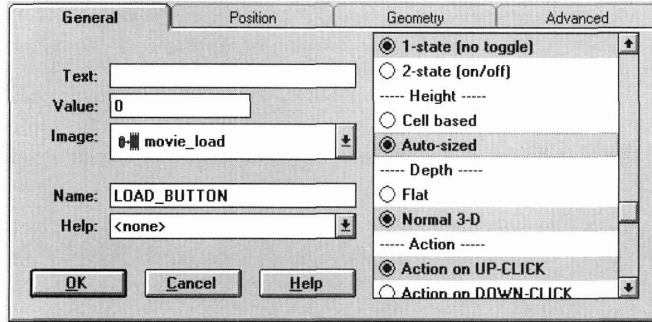 General Position Geometry Advanced
Text:
Value: 0
Image: movie_load
Name: LOAD_BUTTON
Help: <none>
OK Cancel Help
1-state (no toggle)
2-state (on/off)
----- Height -----
Cell based
Auto-sized
----- Depth -----
Flat
Normal 3-D
----- Action -----
Action on UP-CLICK
Action on DOWN-CLICK